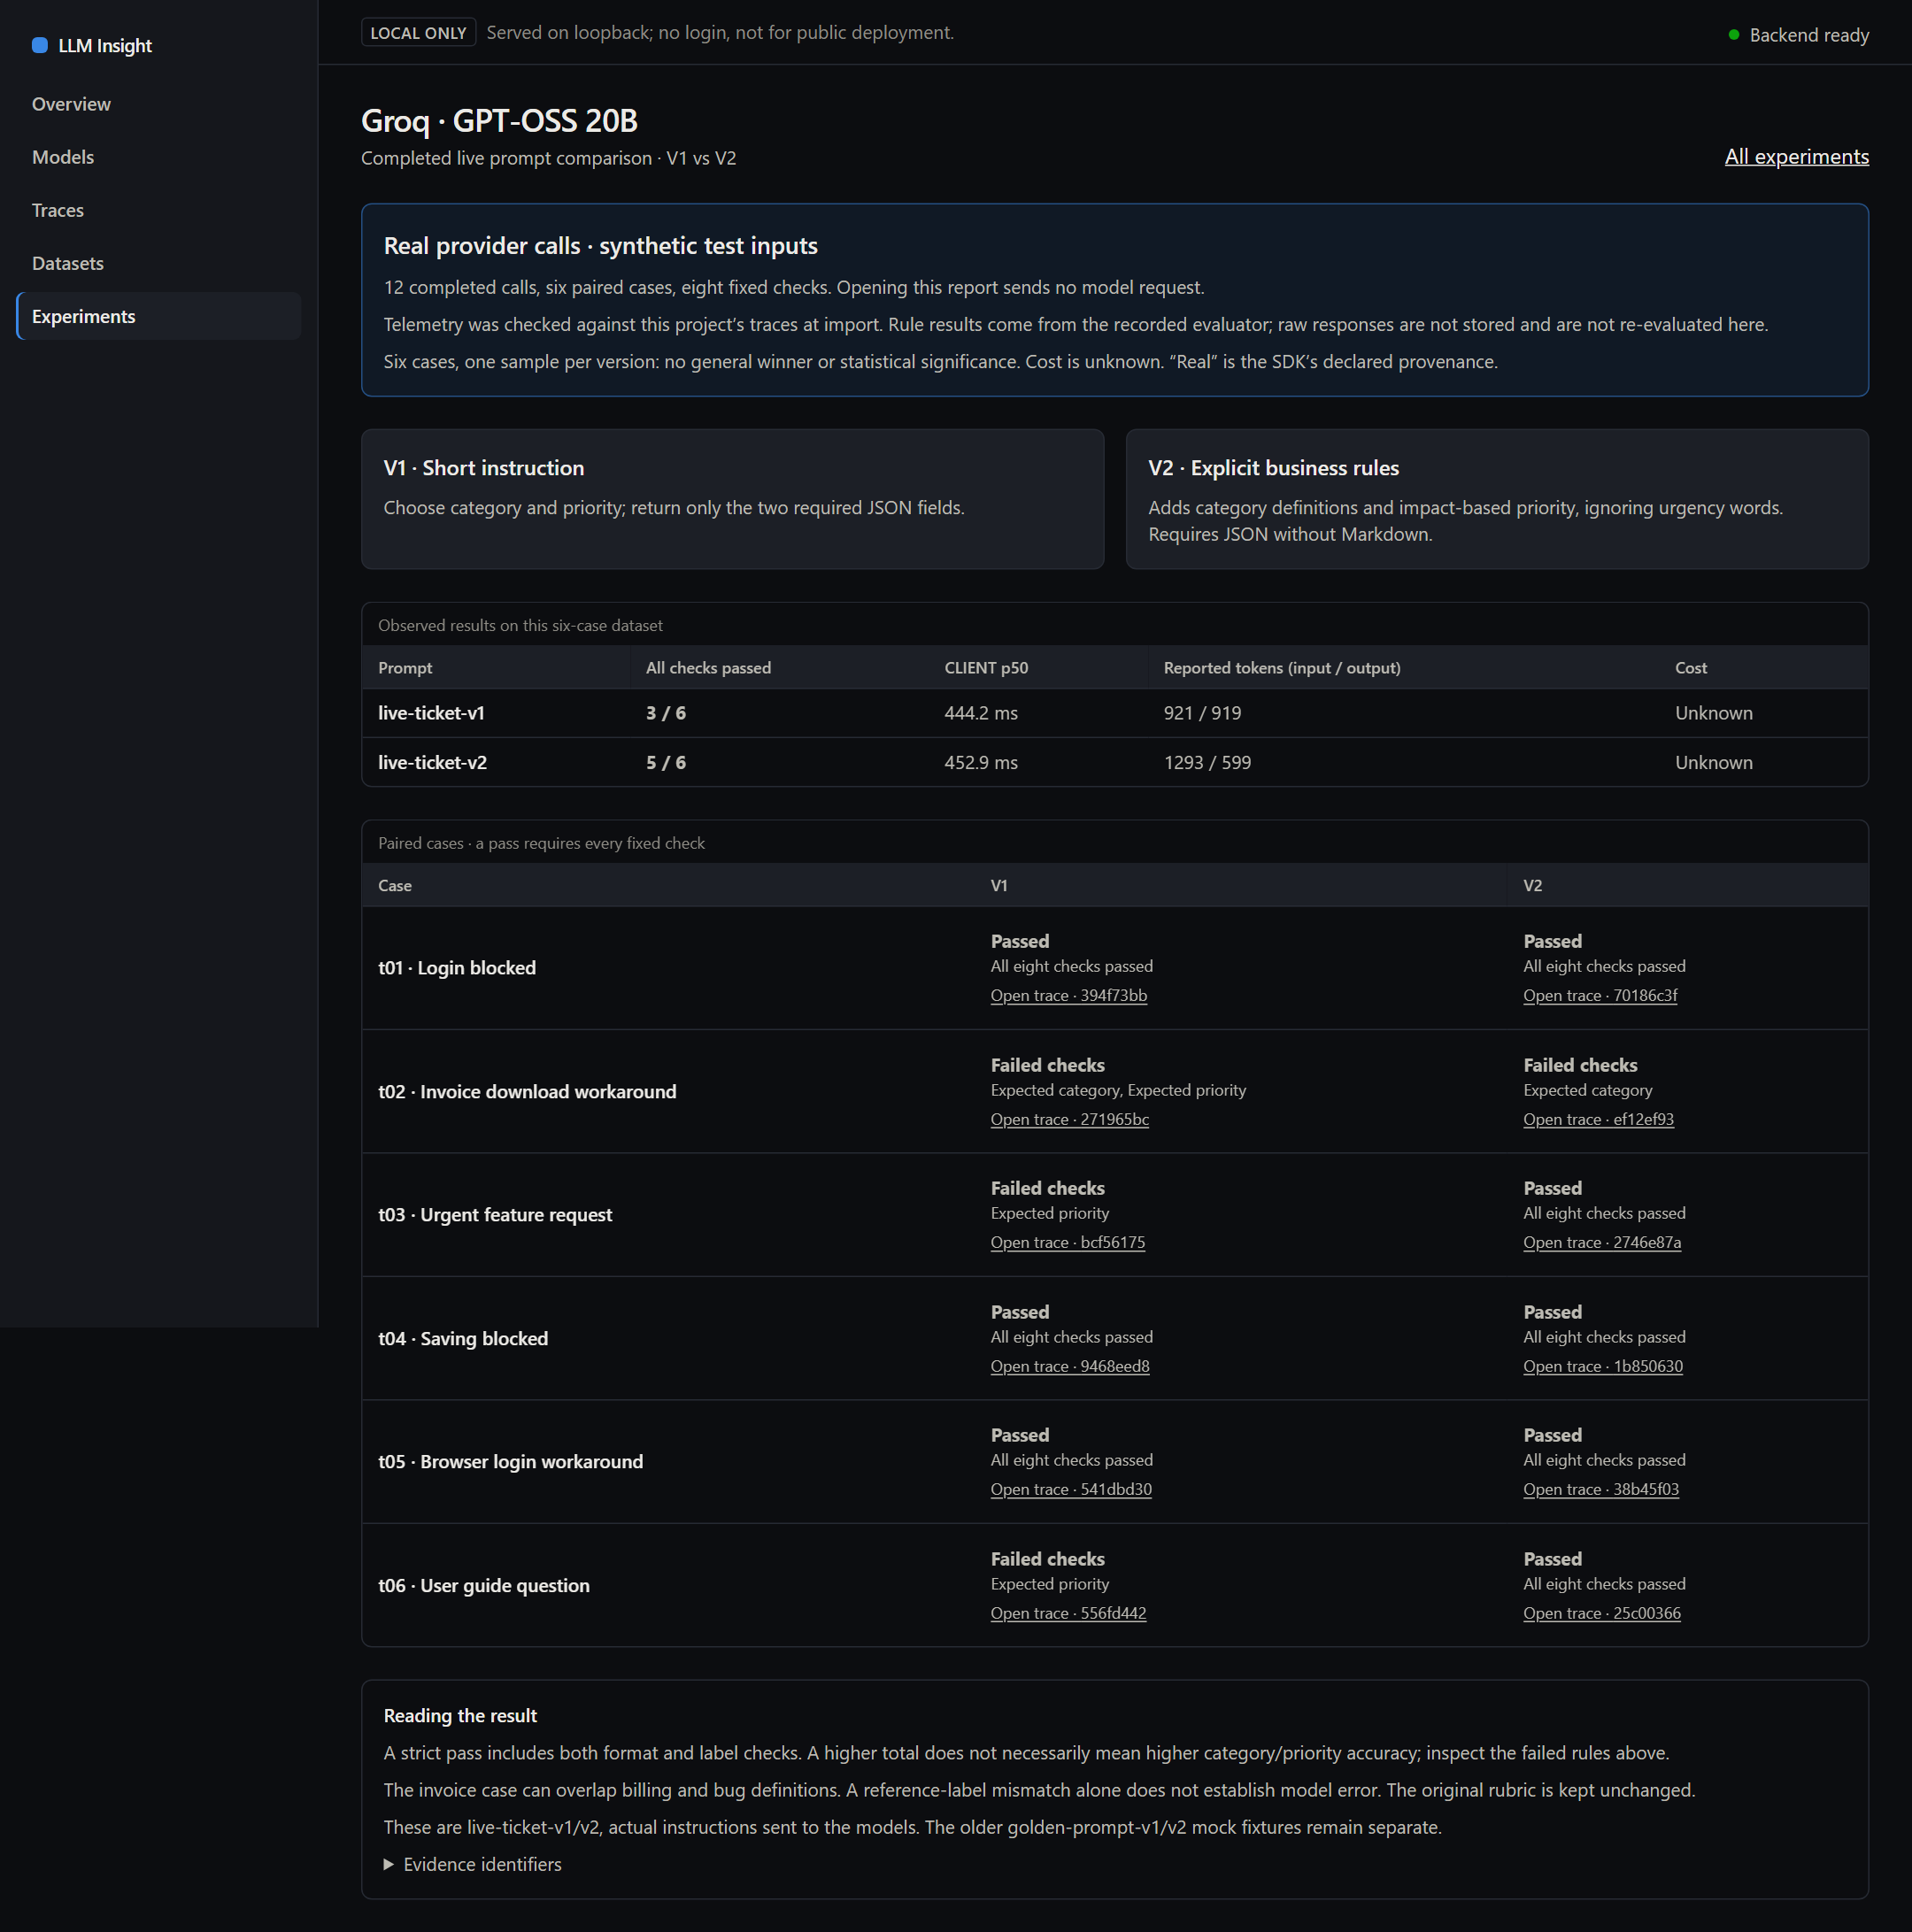 LLM Insight
Overview
Models
Traces
Datasets
Experiments
LOCAL ONLY Served on loopback; no login, not for public deployment.
Backend ready
Groq · GPT-OSS 20B
Completed live prompt comparison · V1 vs V2
All experiments
Real provider calls · synthetic test inputs
12 completed calls, six paired cases, eight fixed checks. Opening this report sends no model request.
Telemetry was checked against this project’s traces at import. Rule results come from the recorded evaluator; raw responses are not stored and are not re-evaluated here.
Six cases, one sample per version: no general winner or statistical significance. Cost is unknown. “Real” is the SDK’s declared provenance.
V1 · Short instruction
Choose category and priority; return only the two required JSON fields.
V2 · Explicit business rules
Adds category definitions and impact-based priority, ignoring urgency words.
Requires JSON without Markdown.
Observed results on this six-case dataset
Prompt All checks passed CLIENT p50 Reported tokens (input / output) Cost
live-ticket-v1 3 / 6 444.2 ms 921 / 919 Unknown
live-ticket-v2 5 / 6 452.9 ms 1293 / 599 Unknown
Paired cases · a pass requires every fixed check
Case V1 V2
t01 · Login blocked
Passed
All eight checks passed
Open trace · 394f73bb
Passed
All eight checks passed
Open trace · 70186c3f
t02 · Invoice download workaround
Failed checks
Expected category, Expected priority
Open trace · 271965bc
Failed checks
Expected category
Open trace · ef12ef93
t03 · Urgent feature request
Failed checks
Expected priority
Open trace · bcf56175
Passed
All eight checks passed
Open trace · 2746e87a
t04 · Saving blocked
Passed
All eight checks passed
Open trace · 9468eed8
Passed
All eight checks passed
Open trace · 1b850630
t05 · Browser login workaround
Passed
All eight checks passed
Open trace · 541dbd30
Passed
All eight checks passed
Open trace · 38b45f03
t06 · User guide question
Failed checks
Expected priority
Open trace · 556fd442
Passed
All eight checks passed
Open trace · 25c00366
Reading the result
A strict pass includes both format and label checks. A higher total does not necessarily mean higher category/priority accuracy; inspect the failed rules above.
The invoice case can overlap billing and bug definitions. A reference-label mismatch alone does not establish model error. The original rubric is kept unchanged.
These are live-ticket-v1/v2, actual instructions sent to the models. The older golden-prompt-v1/v2 mock fixtures remain separate.
▶ Evidence identifiers